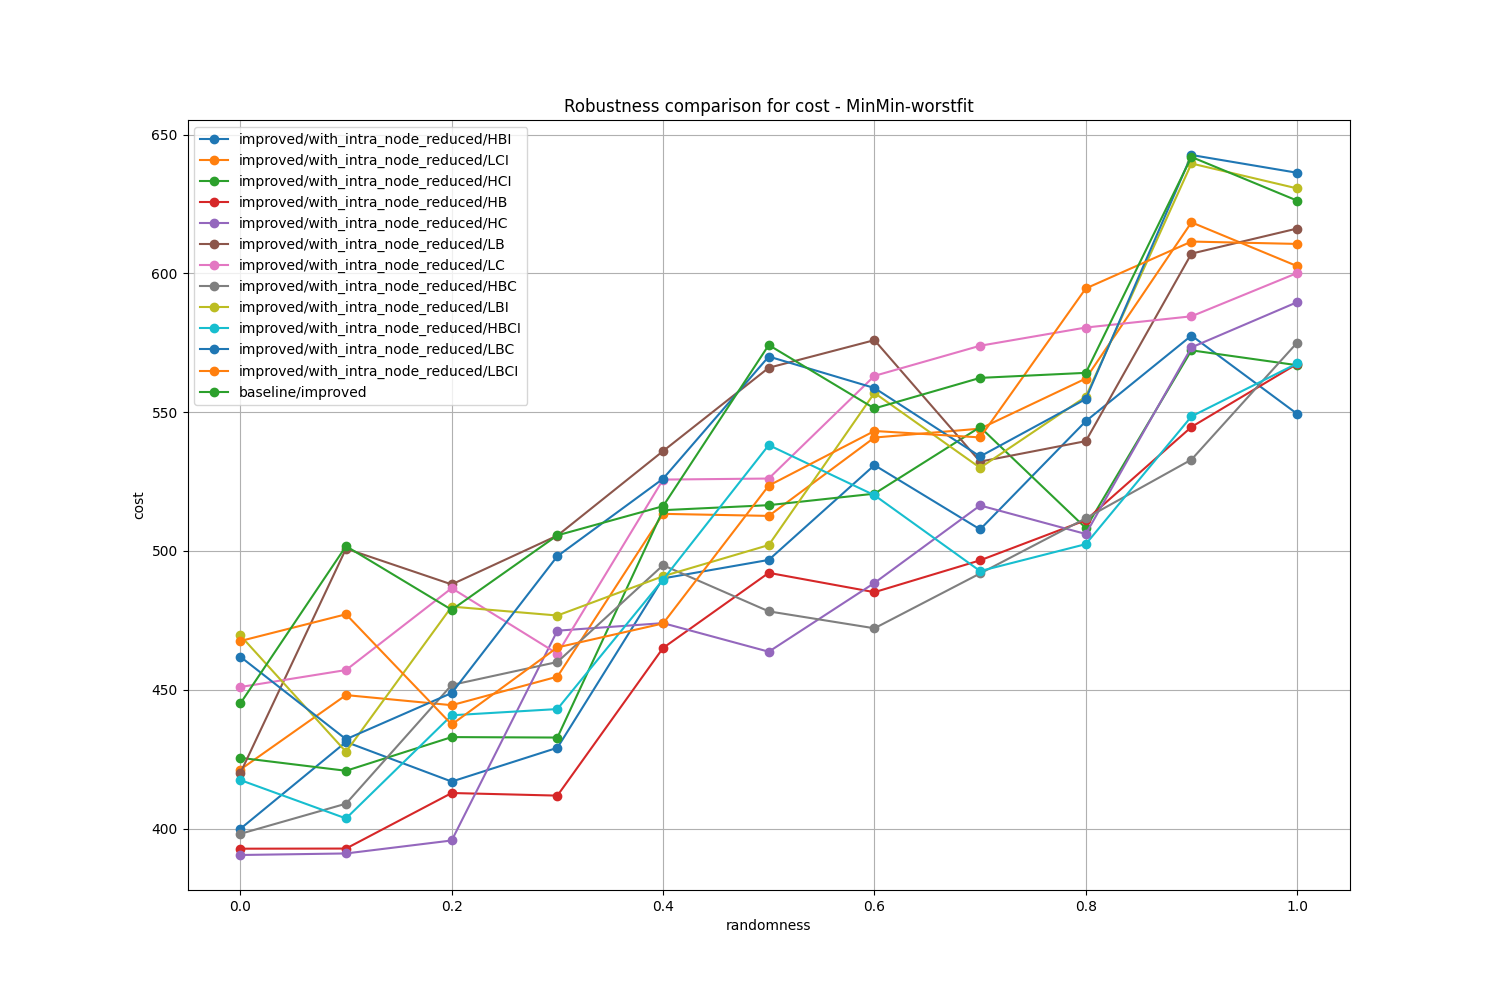 Robustness comparison for cost - MinMin-worstfit
improved/with_intra_node_reduced/HBI
improved/with_intra_node_reduced/LCI
improved/with_intra_node_reduced/HCI
improved/with_intra_node_reduced/HB
improved/with_intra_node_reduced/HC
improved/with_intra_node_reduced/LB
improved/with_intra_node_reduced/LC
improved/with_intra_node_reduced/HBC
improved/with_intra_node_reduced/LBI
improved/with_intra_node_reduced/HBCI
improved/with_intra_node_reduced/LBC
improved/with_intra_node_reduced/LBCI
baseline/improved
650
600
550
500
450
400
cost
0.0 0.2 0.4 0.6 0.8 1.0
randomness